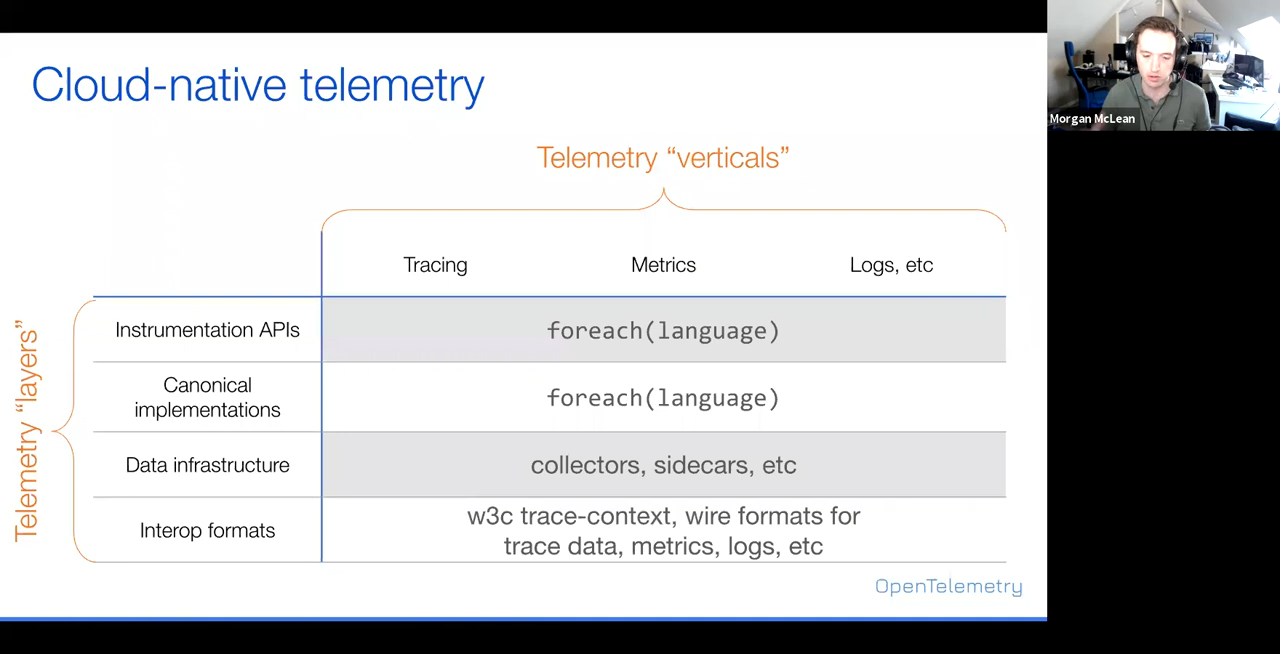 Cloud-native telemetry
Morgan McLean
Telemetry “verticals”
Tracing
Metrics
Logs, etc
Telemetry “layers”
Instrumentation APIs
foreach(language)
Canonical
implementations
foreach(language)
Data infrastructure
collectors, sidecars, etc
Interop formats
w3c trace-context, wire formats for
trace data, metrics, logs, etc
OpenTelemetry